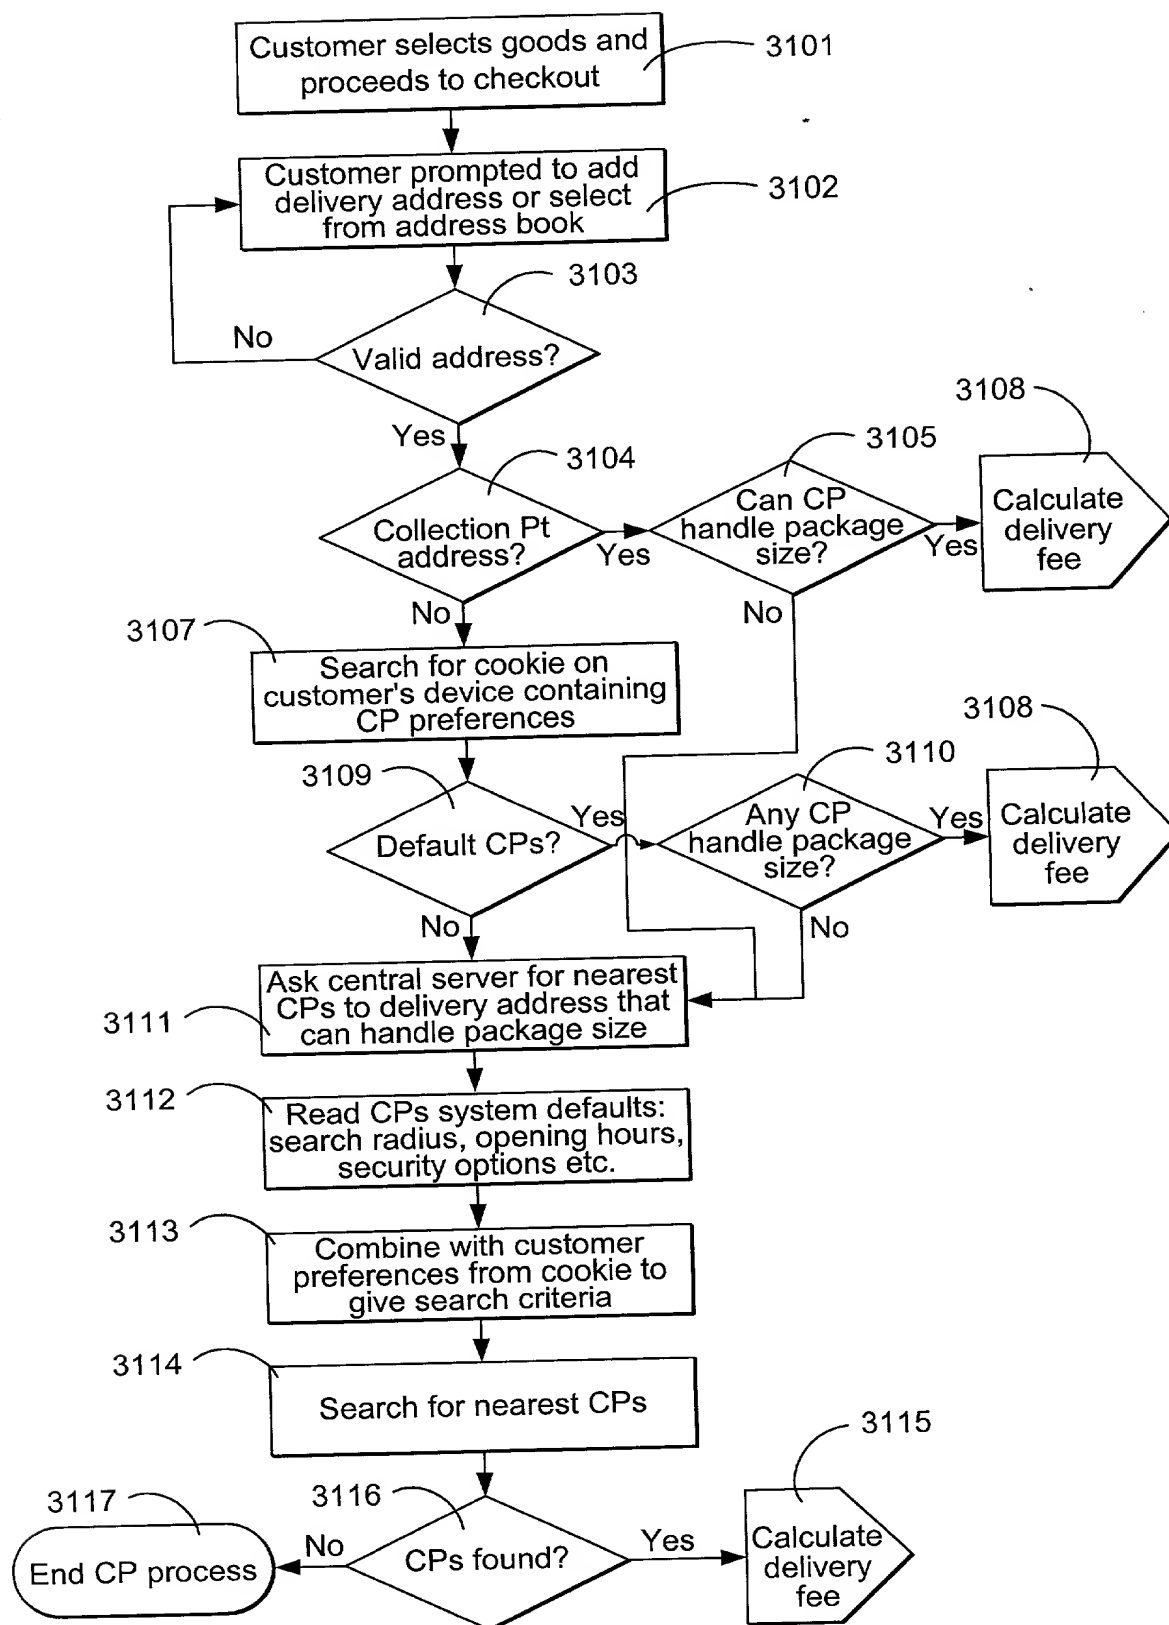 Customer selects goods and
proceeds to checkout
3101
Customer prompted to add
delivery address or select
from address book
3102
3103
No
Valid address?
Yes
3104
Collection Pt
address?
Yes
3105
Can CP
handle package
size?
Yes
3108
Calculate
delivery
fee
No
No
3107
Search for cookie on
customer's device containing
CP preferences
3109
Default CPs?
Yes
3110
Any CP
handle package
size?
Yes
3108
Calculate
delivery
fee
No
No
3111
Ask central server for nearest
CPs to delivery address that
can handle package size
3112
Read CPs system defaults:
search radius, opening hours,
security options etc.
3113
Combine with customer
preferences from cookie to
give search criteria
3114
Search for nearest CPs
3116
CPs found?
No
3117
End CP process
Yes
3115
Calculate
delivery
fee